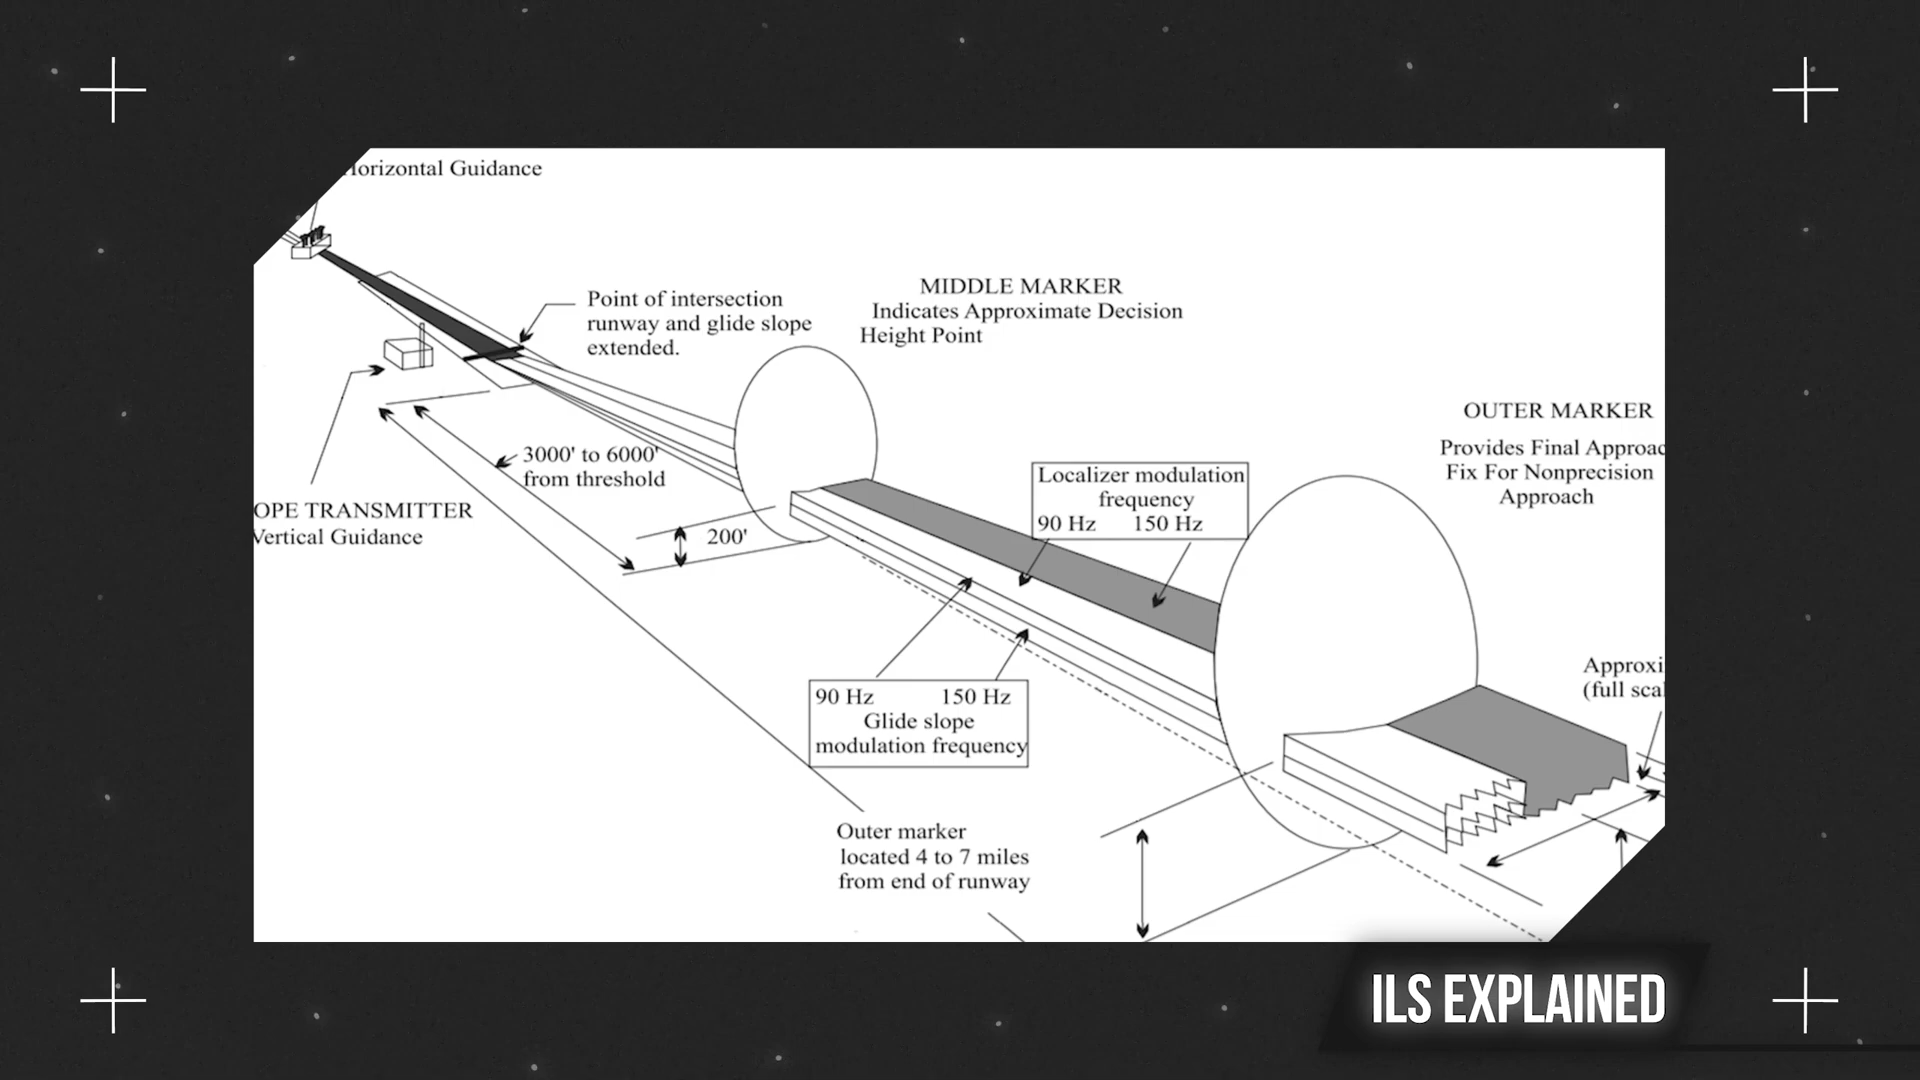 Horizontal Guidance
Point of intersection
runway and glide slope
extended.
MIDDLE MARKER
Indicates Approximate Decision
Height Point
OUTER MARKER
Provides Final Approac
Fix For Nonprecision
Approach
3000' to 6000'
from threshold
OPE TRANSMITTER
Vertical Guidance
200'
Localizer modulation
frequency
90 Hz 150 Hz
90 Hz 150 Hz
Glide slope
modulation frequency
Approxi
(full scal
Outer marker
located 4 to 7 miles
from end of runway
ILS EXPLAINED